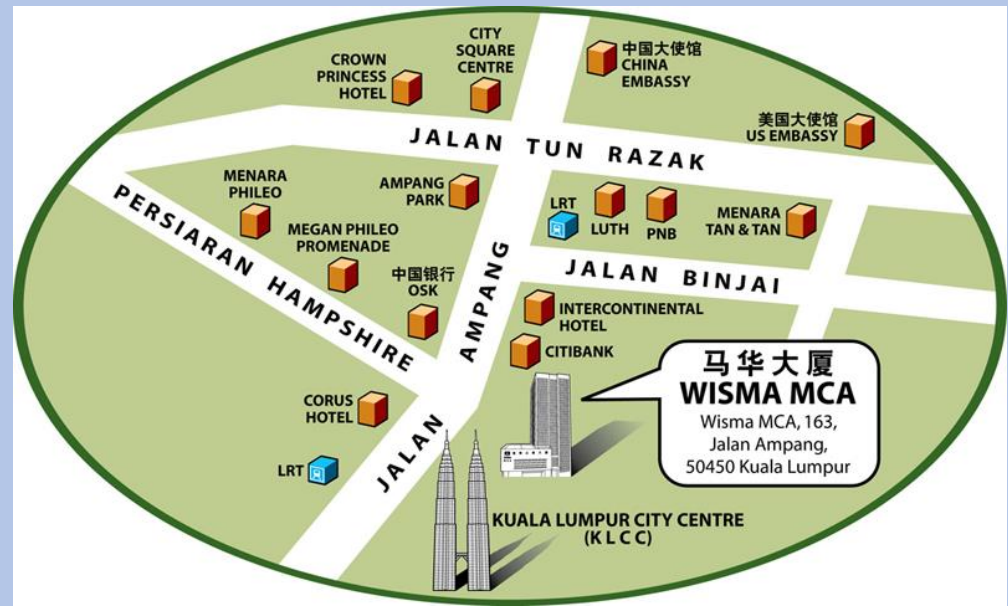 CITY
SQUARE
CENTRE
CROWN
PRINCESS
HOTEL
中国大使馆
CHINA
EMBASSY
美国大使馆
US EMBASSY
JALAN TUN RAZAK
MENARA
PHILEO
AMPANG
PARK
LRT
LUTH
PNB
MENARA
TAN & TAN
PERSIARAN HAMPSHIRE
MEGAN PHILEO
PROMENADE
中国银行
OSK
JALAN AMPANG
JALAN BINJAI
INTERCONTINENTAL
HOTEL
CITIBANK
马华大厦
WISMA MCA
Wisma MCA, 163,
Jalan Ampang,
50450 Kuala Lumpur
CORUS
HOTEL
LRT
KUALA LUMPUR CITY CENTRE
(K L C C)